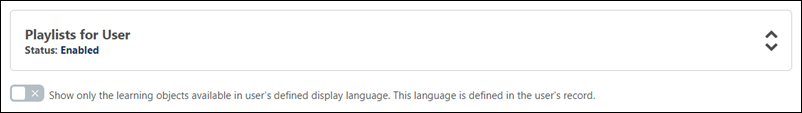 Playlists for User
Status: Enabled
Show only the learning objects available in user's defined display language. This language is defined in the user's record.